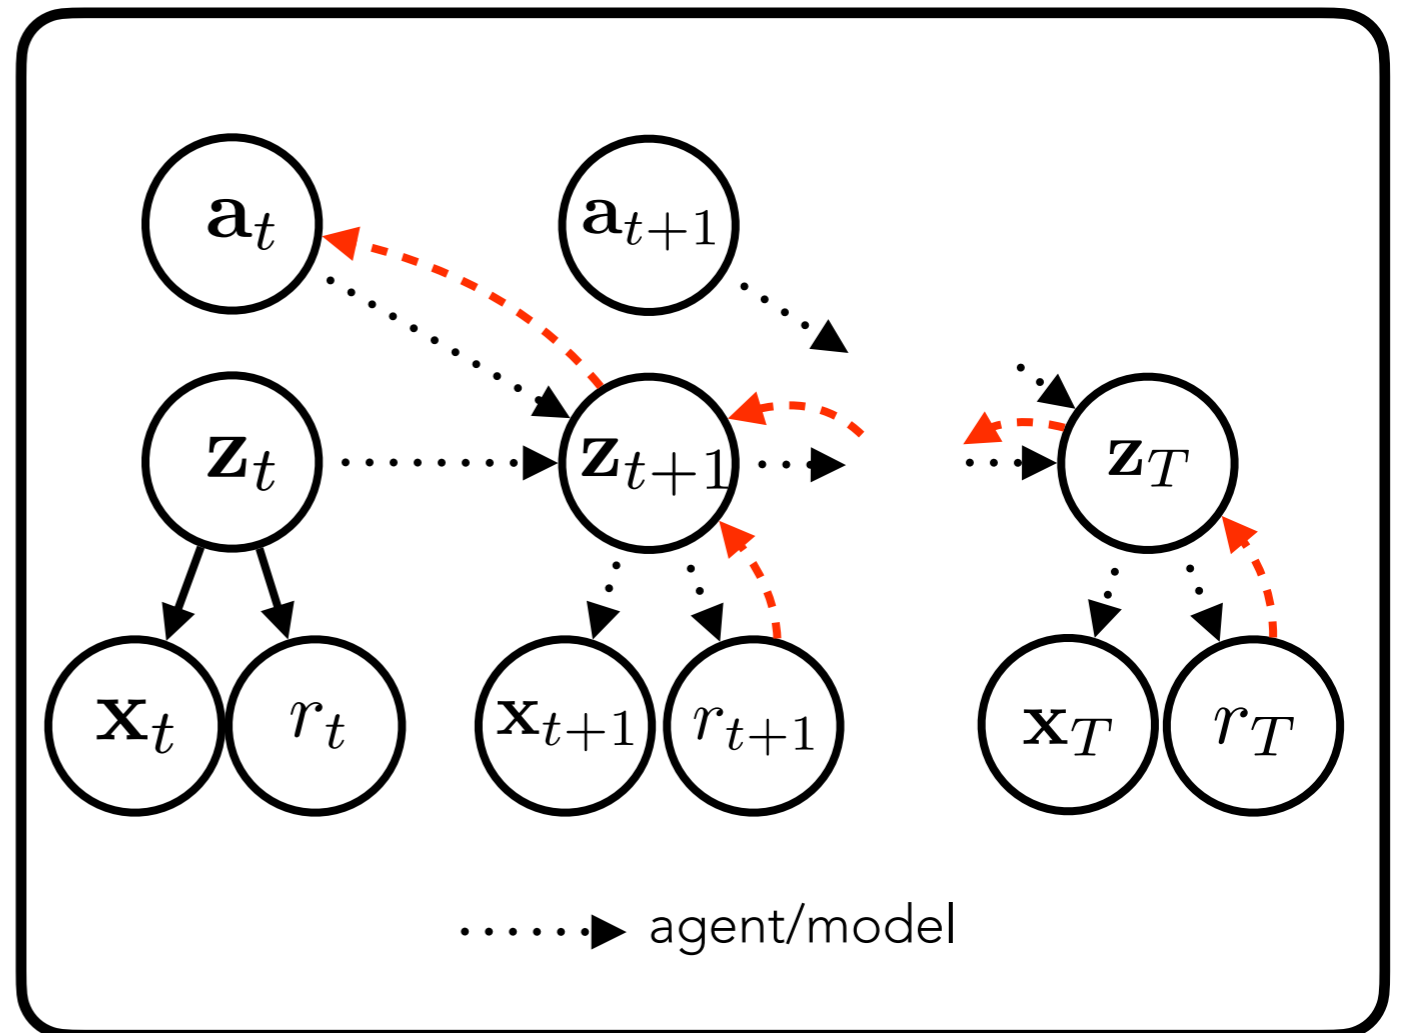 a_t a_{t+1}
z_t z_{t+1} z_T
x_t r_t x_{t+1} r_{t+1} x_T r_T
agent/model